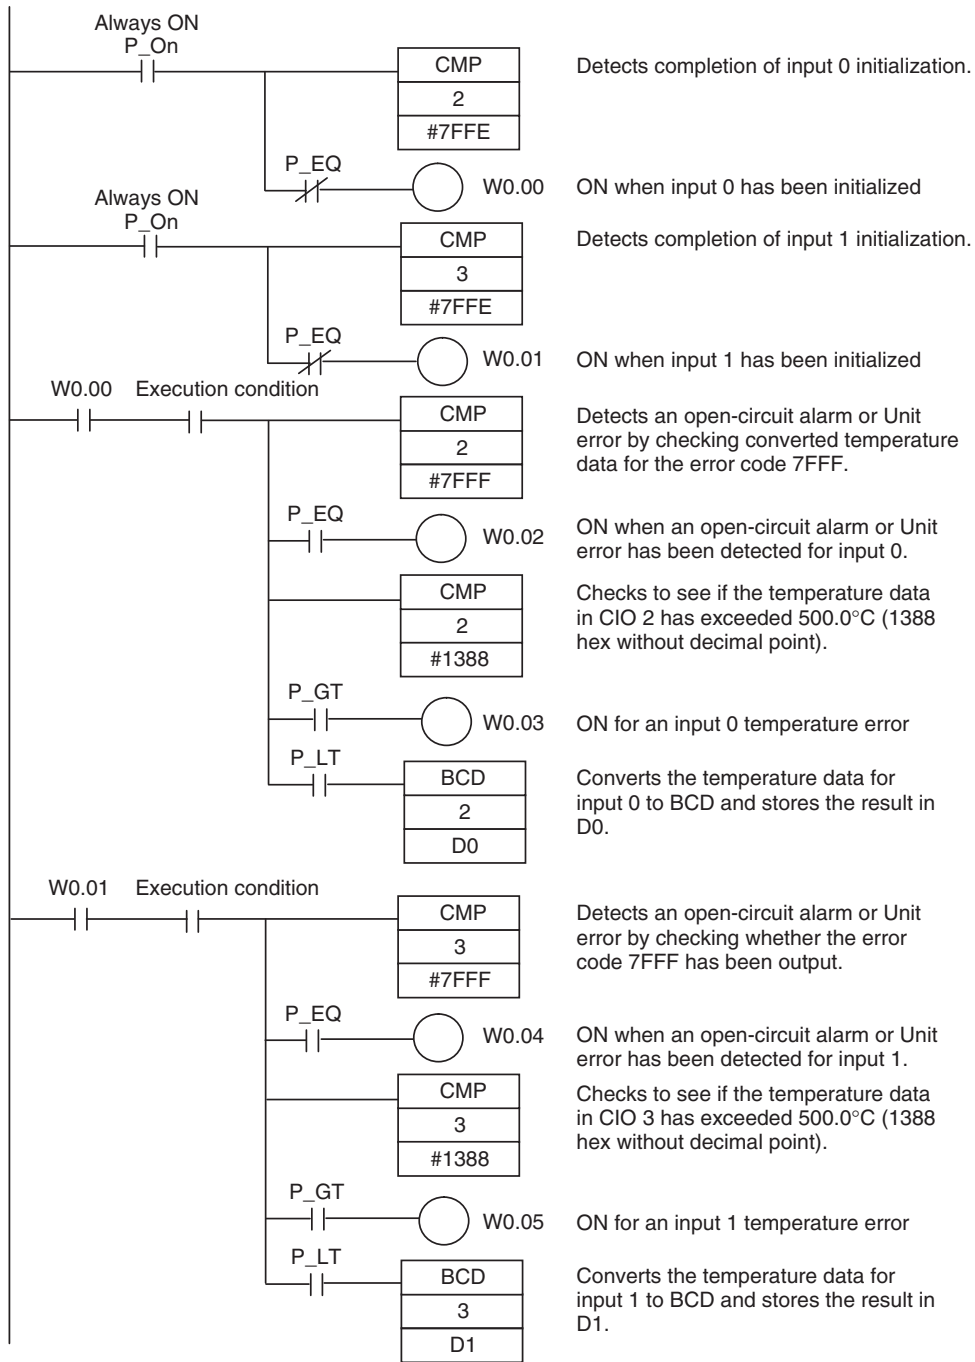 Always ON
P_On
CMP
2
#7FFE
Detects completion of input 0 initialization.
P_EQ
W0.00
ON when input 0 has been initialized
Always ON
P_On
CMP
3
#7FFE
Detects completion of input 1 initialization.
P_EQ
W0.01
ON when input 1 has been initialized
W0.00
Execution condition
CMP
2
#7FFF
Detects an open-circuit alarm or Unit
error by checking converted temperature
data for the error code 7FFF.
P_EQ
W0.02
ON when an open-circuit alarm or Unit
error has been detected for input 0.
CMP
2
#1388
Checks to see if the temperature data
in CIO 2 has exceeded 500.0°C (1388
hex without decimal point).
P_GT
W0.03
ON for an input 0 temperature error
P_LT
BCD
2
D0
Converts the temperature data for
input 0 to BCD and stores the result in
D0.
W0.01
Execution condition
CMP
3
#7FFF
Detects an open-circuit alarm or Unit
error by checking whether the error
code 7FFF has been output.
P_EQ
W0.04
ON when an open-circuit alarm or Unit
error has been detected for input 1.
CMP
3
#1388
Checks to see if the temperature data
in CIO 3 has exceeded 500.0°C (1388
hex without decimal point).
P_GT
W0.05
ON for an input 1 temperature error
P_LT
BCD
3
D1
Converts the temperature data for
input 1 to BCD and stores the result in
D1.